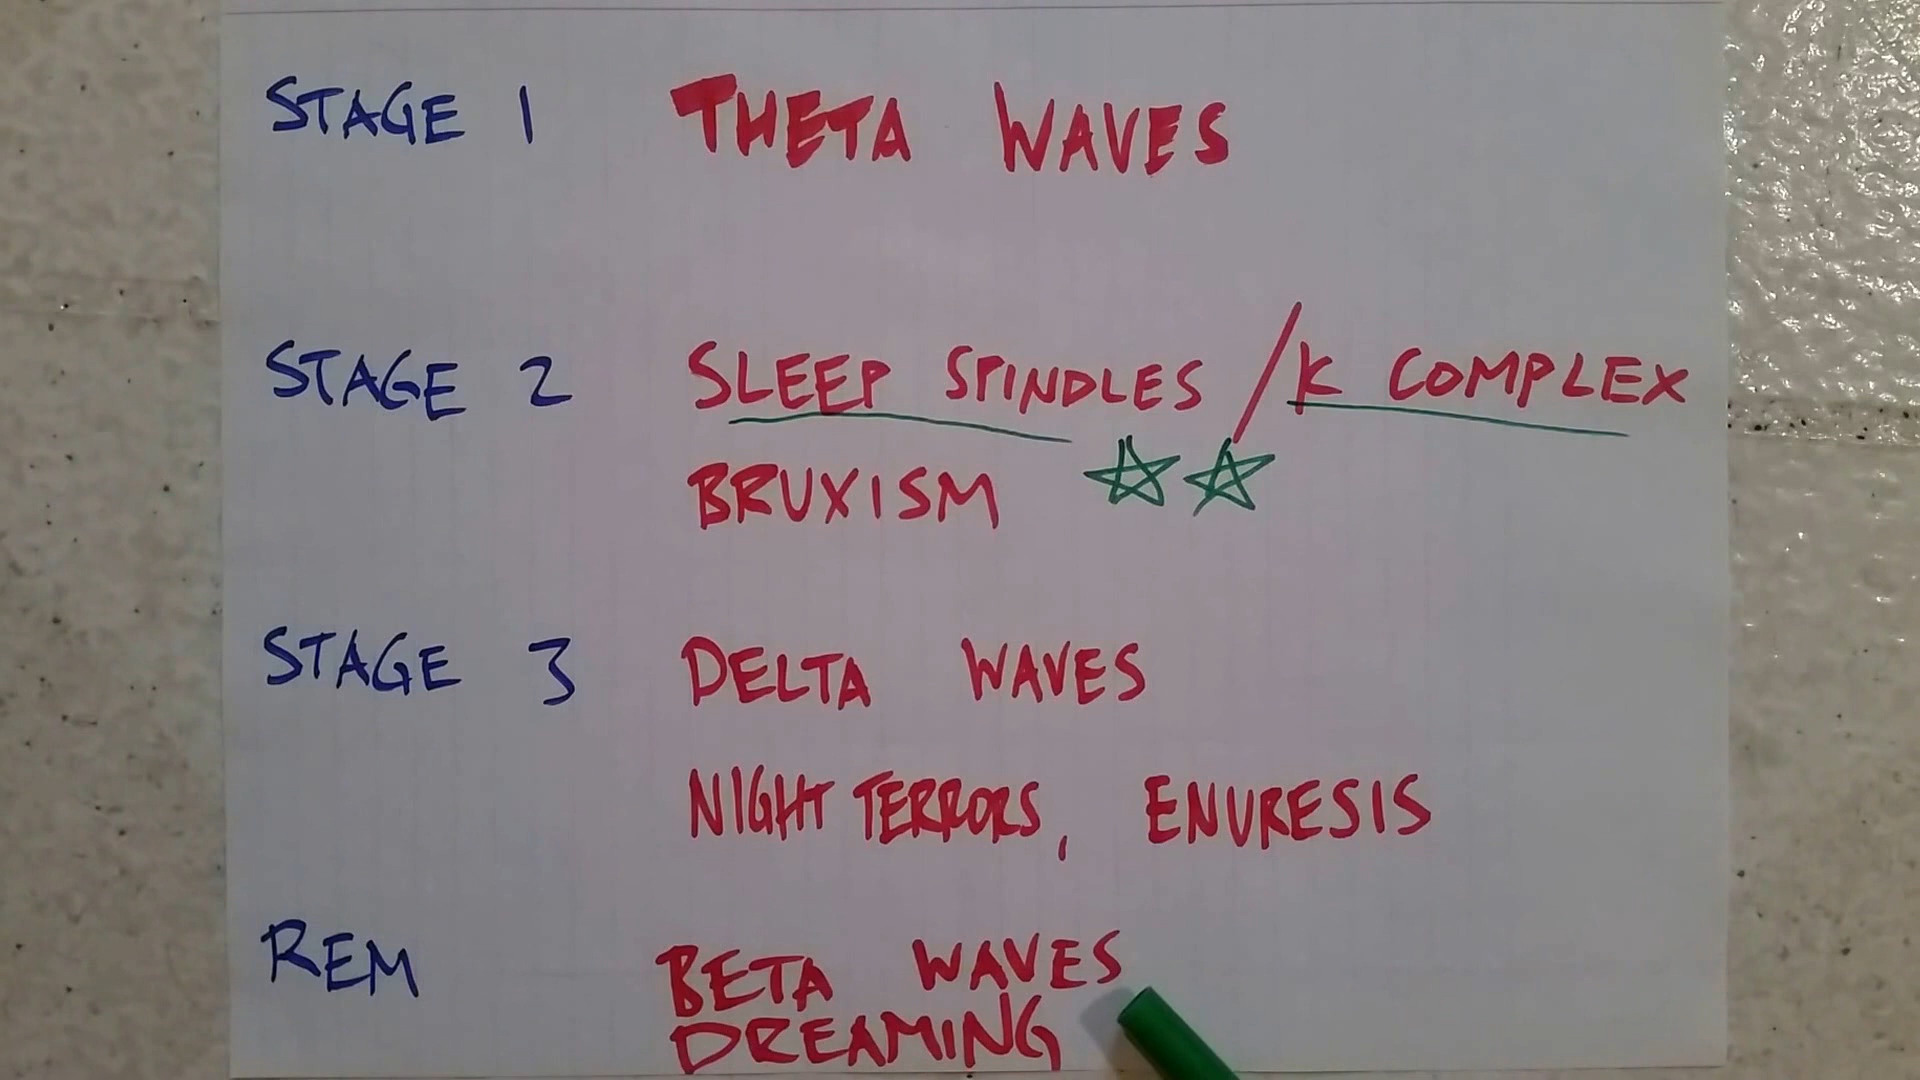 STAGE 1 THETA WAVES
STAGE 2 SLEEP SPINDLES / K COMPLEX
BRUXISM
STAGE 3 DELTA WAVES
NIGHT TERRORS, ENURESIS
REM BETA WAVES
DREAMING